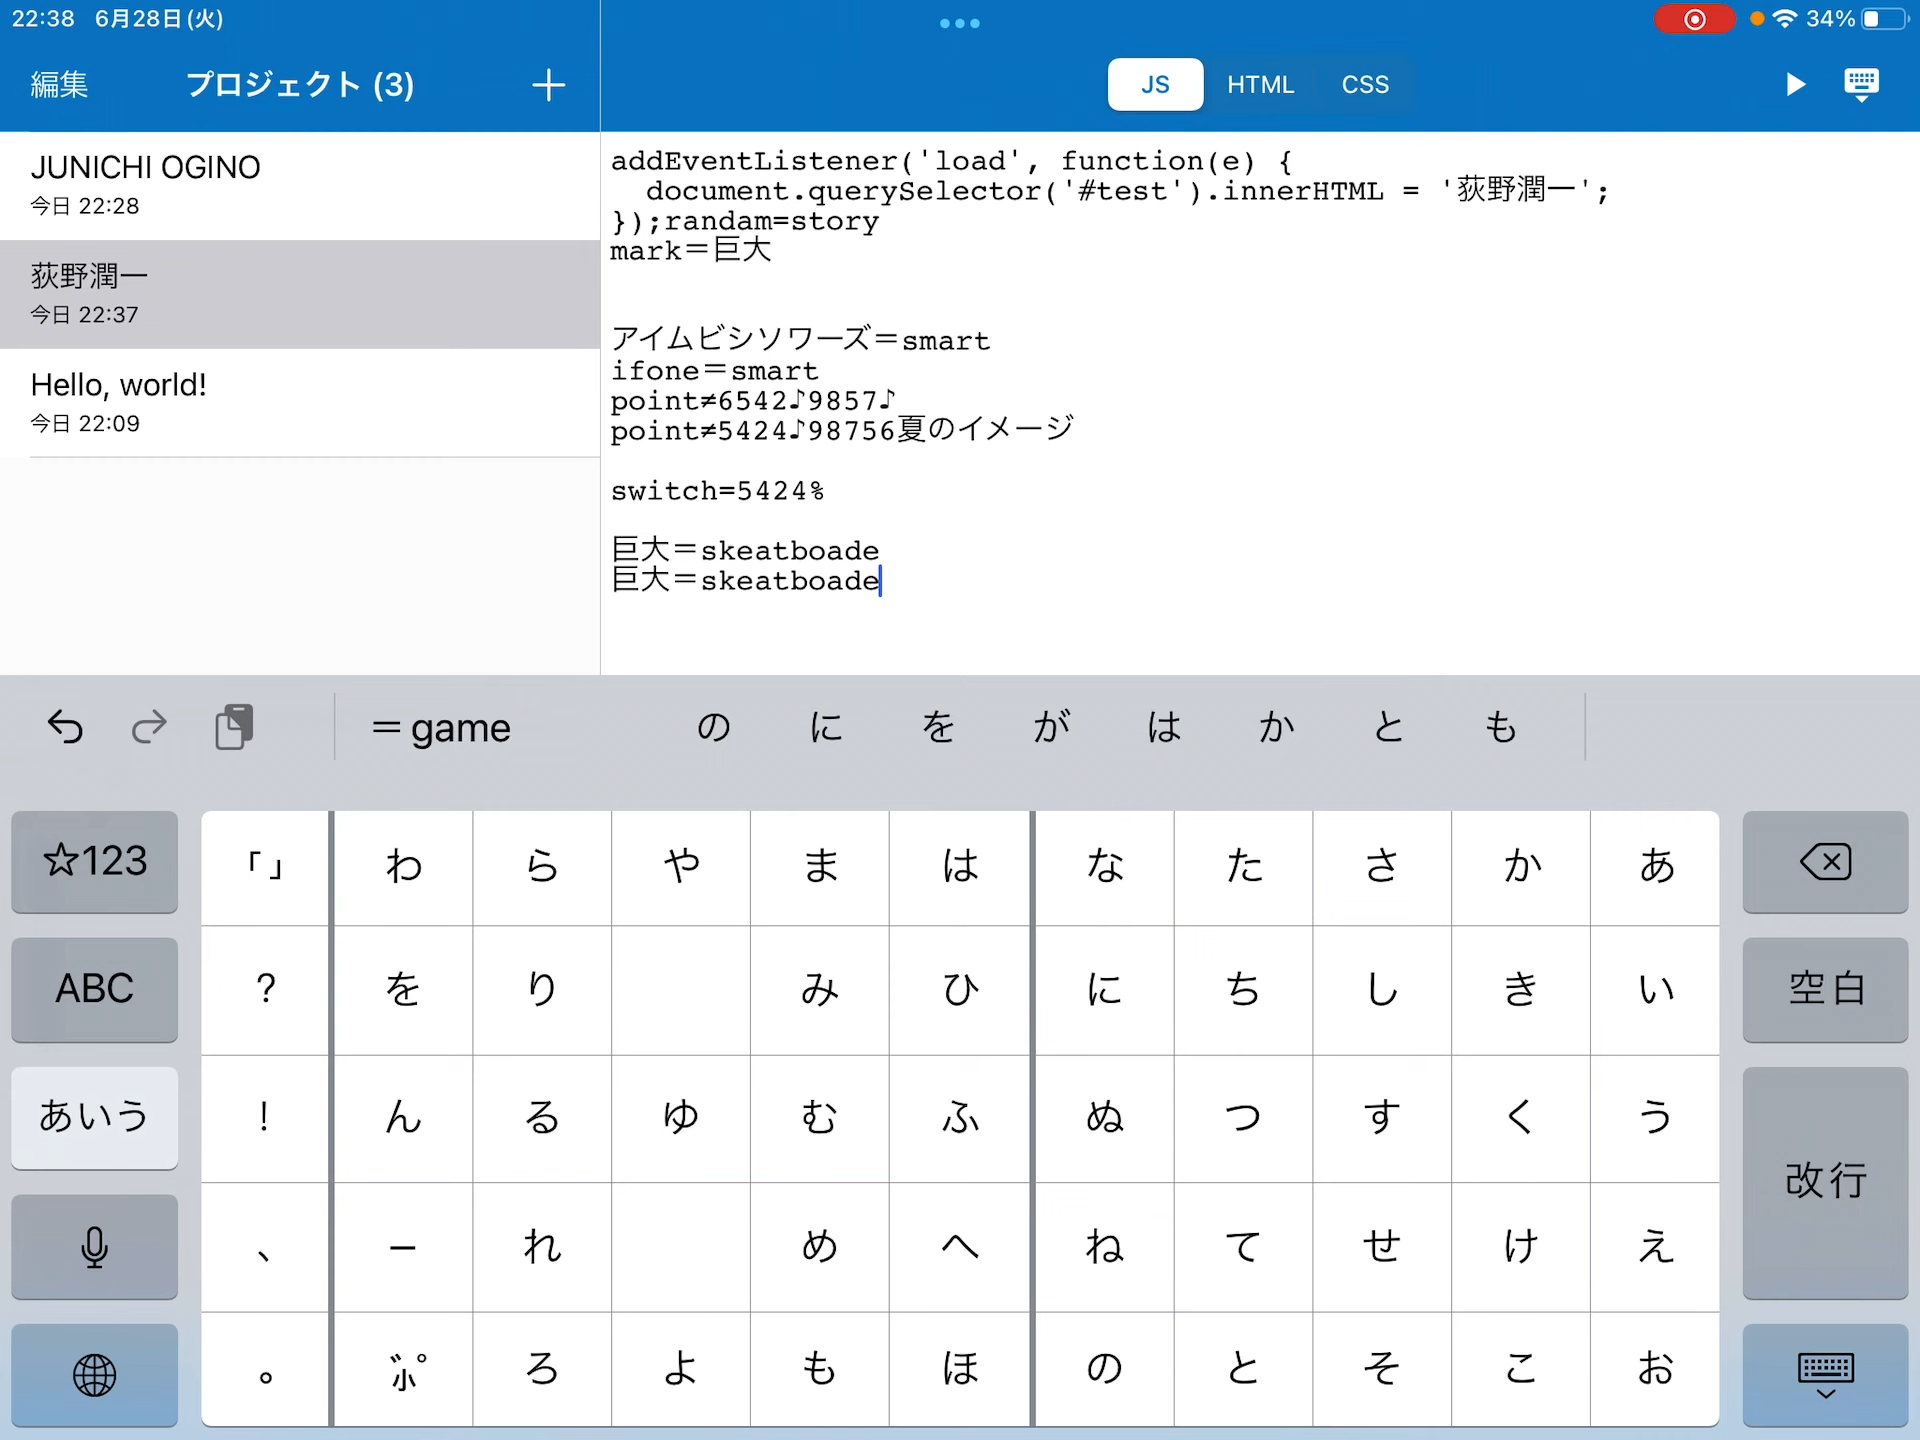 22:38 6月28日(火)
34%
編集
プロジェクト (3)
JS
HTML
CSS
JUNICHI OGINO
今日 22:28
荻野潤一
今日 22:37
Hello, world!
今日 22:09
addEventListener('load', function(e) {
  document.querySelector('#test').innerHTML = '荻野潤一';
});randam=story
mark＝巨大
アイムビシソワーズ＝smart
ifone＝smart
point≠6542♪9857♪
point≠5424♪98756夏のイメージ
switch=5424%
巨大＝skeatboade
巨大＝skeatboade
＝game の に を が は か と も
☆123 「」 わ ら や ま は な た さ か あ
ABC ? を り み ひ に ち し き い 空白
あいう ! ん る ゆ む ふ ぬ つ す く う 改行
、 ー れ め へ ね て せ け え
。 ゛゜小 ろ よ も ほ の と そ こ お